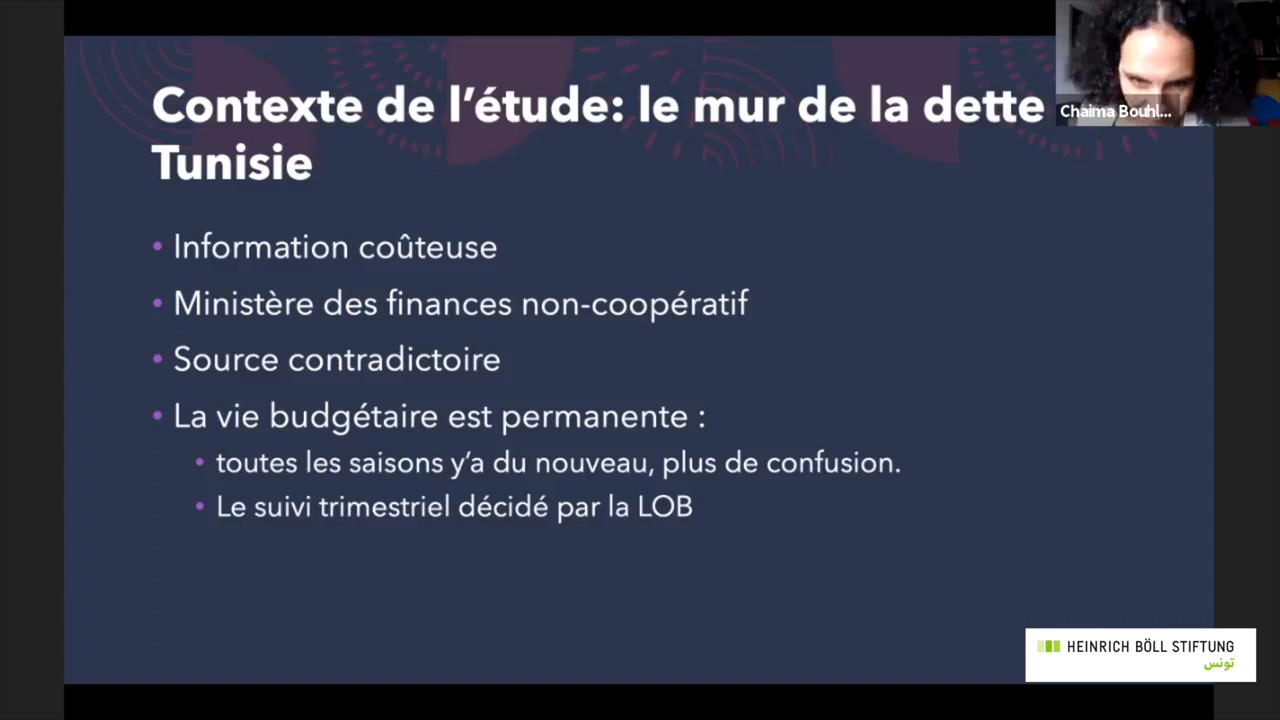 Contexte de l'étude: le mur de la dette
Tunisie
Chaima Bouhl...
• Information coûteuse
• Ministère des finances non-coopératif
• Source contradictoire
• La vie budgétaire est permanente :
• toutes les saisons y'a du nouveau, plus de confusion.
• Le suivi trimestriel décidé par la LOB
HEINRICH BÖLL STIFTUNG
تونس